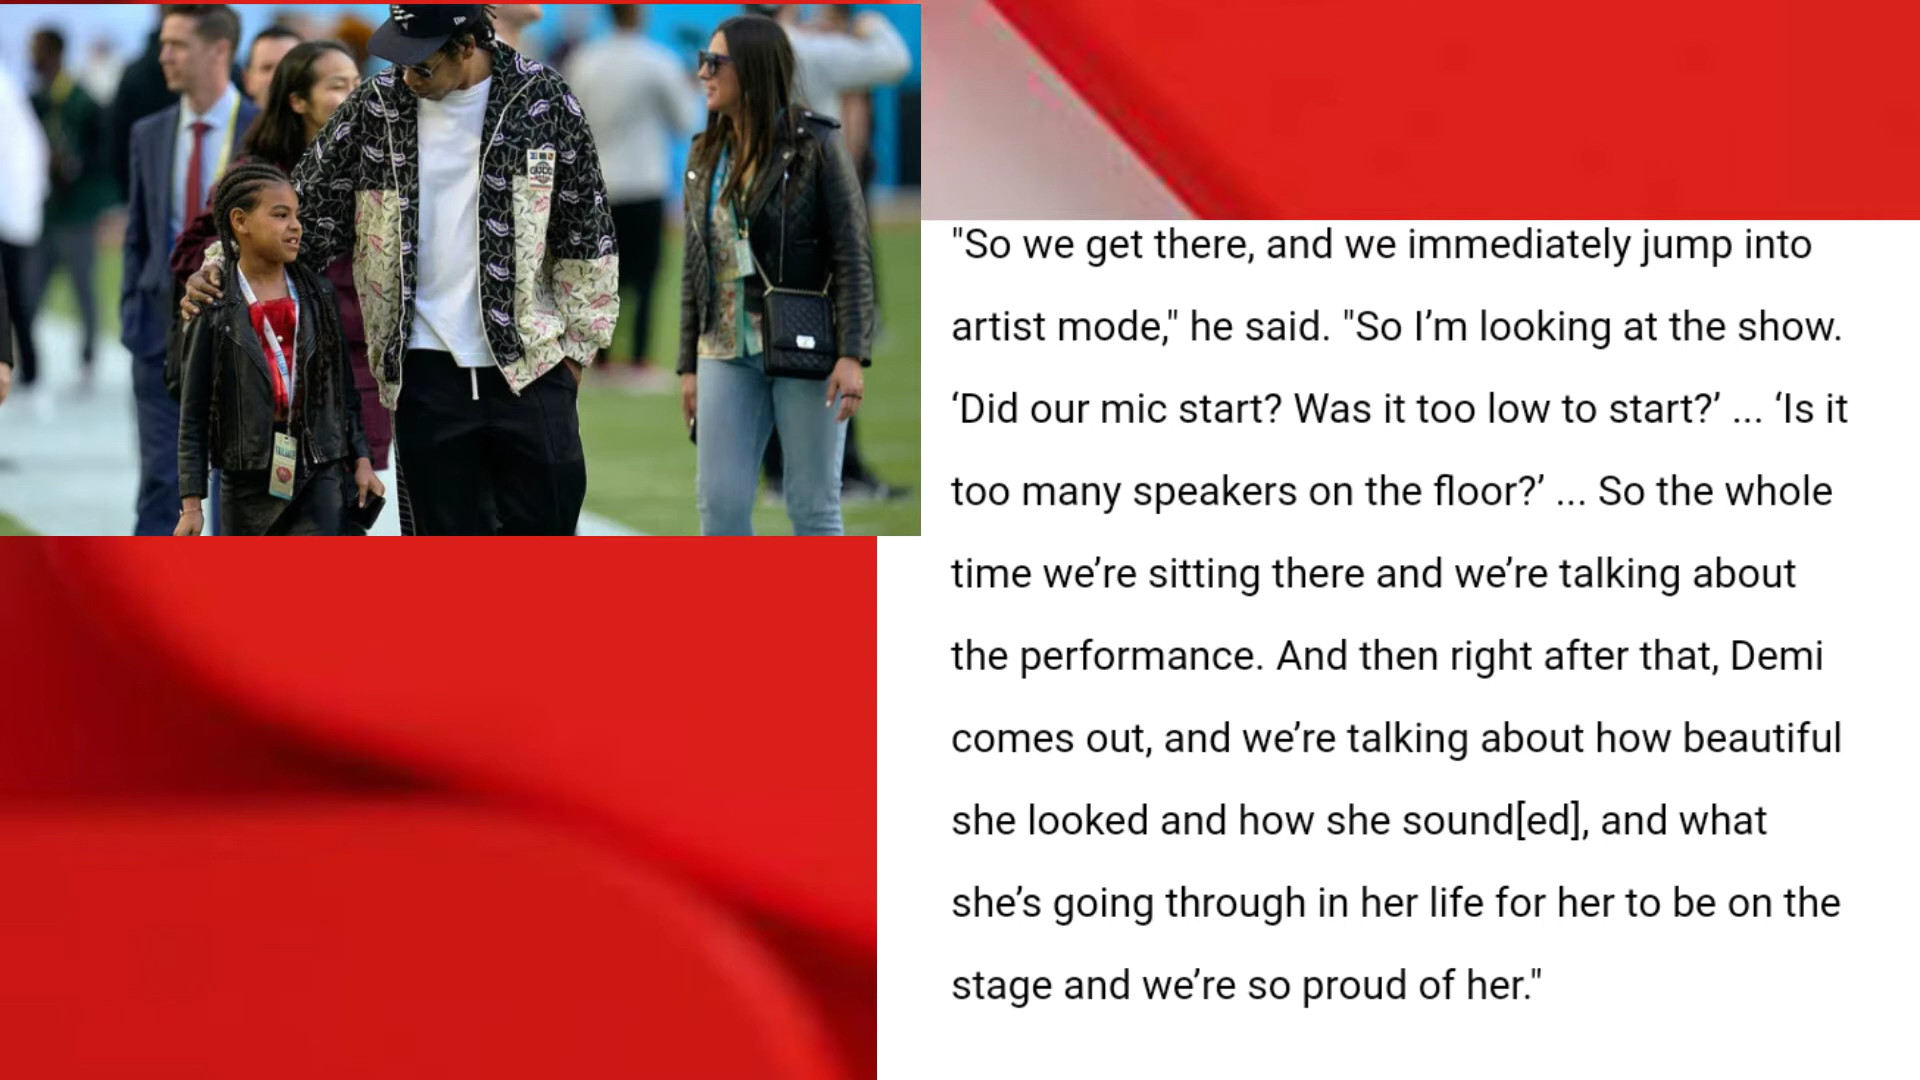 GUCCI
"So we get there, and we immediately jump into
artist mode," he said. "So I’m looking at the show.
‘Did our mic start? Was it too low to start?’ ... ‘Is it
too many speakers on the floor?’ ... So the whole
time we’re sitting there and we’re talking about
the performance. And then right after that, Demi
comes out, and we’re talking about how beautiful
she looked and how she sound[ed], and what
she’s going through in her life for her to be on the
stage and we’re so proud of her."